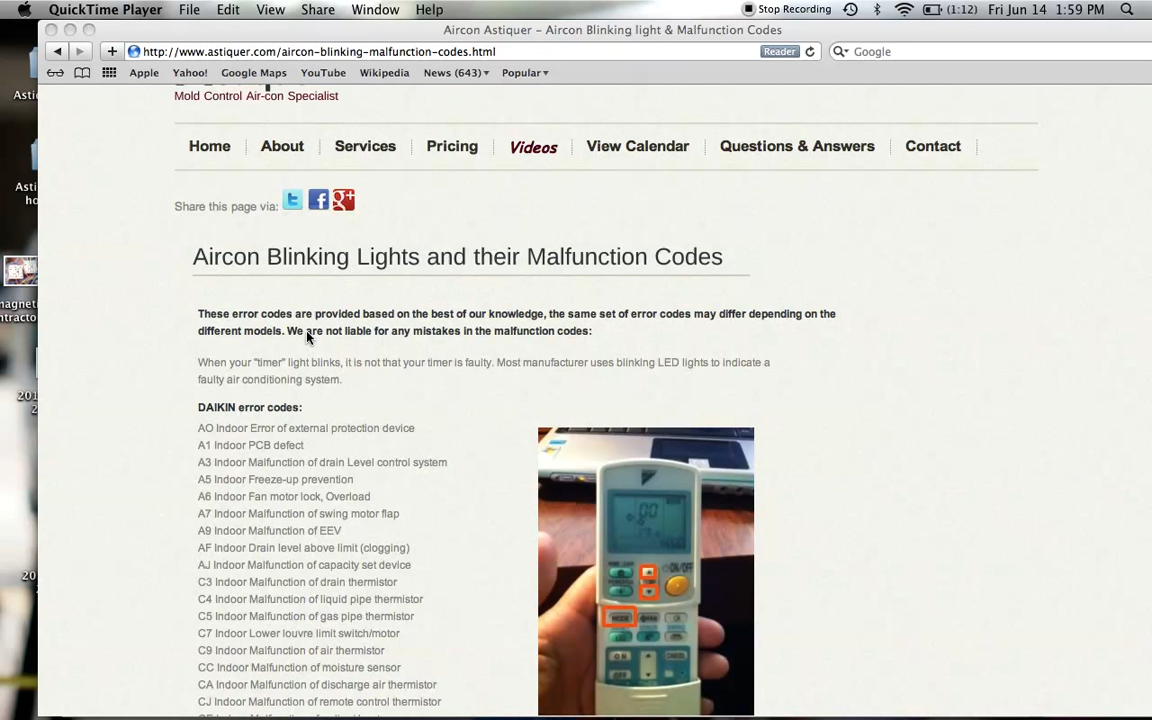 QuickTime Player File Edit View Share Window Help Stop Recording (1:12) Fri Jun 14 1:59 PM
Aircon Astiquer - Aircon Blinking light & Malfunction Codes
http://www.astiquer.com/aircon-blinking-malfunction-codes.html Reader Google
Apple Yahoo! Google Maps YouTube Wikipedia News (643) Popular
Mold Control Air-con Specialist
Home About Services Pricing Videos View Calendar Questions & Answers Contact
Share this page via:
Aircon Blinking Lights and their Malfunction Codes
These error codes are provided based on the best of our knowledge, the same set of error codes may differ depending on the
different models. We are not liable for any mistakes in the malfunction codes:
When your "timer" light blinks, it is not that your timer is faulty. Most manufacturer uses blinking LED lights to indicate a
faulty air conditioning system.
DAIKIN error codes:
AO Indoor Error of external protection device
A1 Indoor PCB defect
A3 Indoor Malfunction of drain Level control system
A5 Indoor Freeze-up prevention
A6 Indoor Fan motor lock, Overload
A7 Indoor Malfunction of swing motor flap
A9 Indoor Malfunction of EEV
AF Indoor Drain level above limit (clogging)
AJ Indoor Malfunction of capacity set device
C3 Indoor Malfunction of drain thermistor
C4 Indoor Malfunction of liquid pipe thermistor
C5 Indoor Malfunction of gas pipe thermistor
C7 Indoor Lower louvre limit switch/motor
C9 Indoor Malfunction of air thermistor
CC Indoor Malfunction of moisture sensor
CA Indoor Malfunction of discharge air thermistor
CJ Indoor Malfunction of remote control thermistor
ON/OFF
MODE
ON